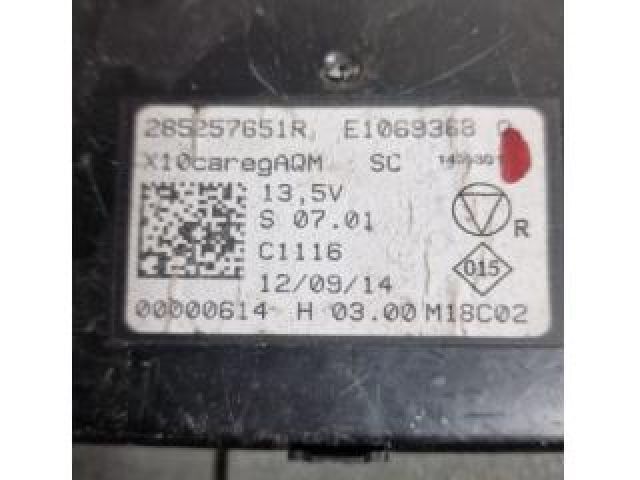 285257651R E1069368
X10caregAQM SC
13,5V
S 07.01
R
C1116
015
12/09/14
00000614 H 03.00 M18C02